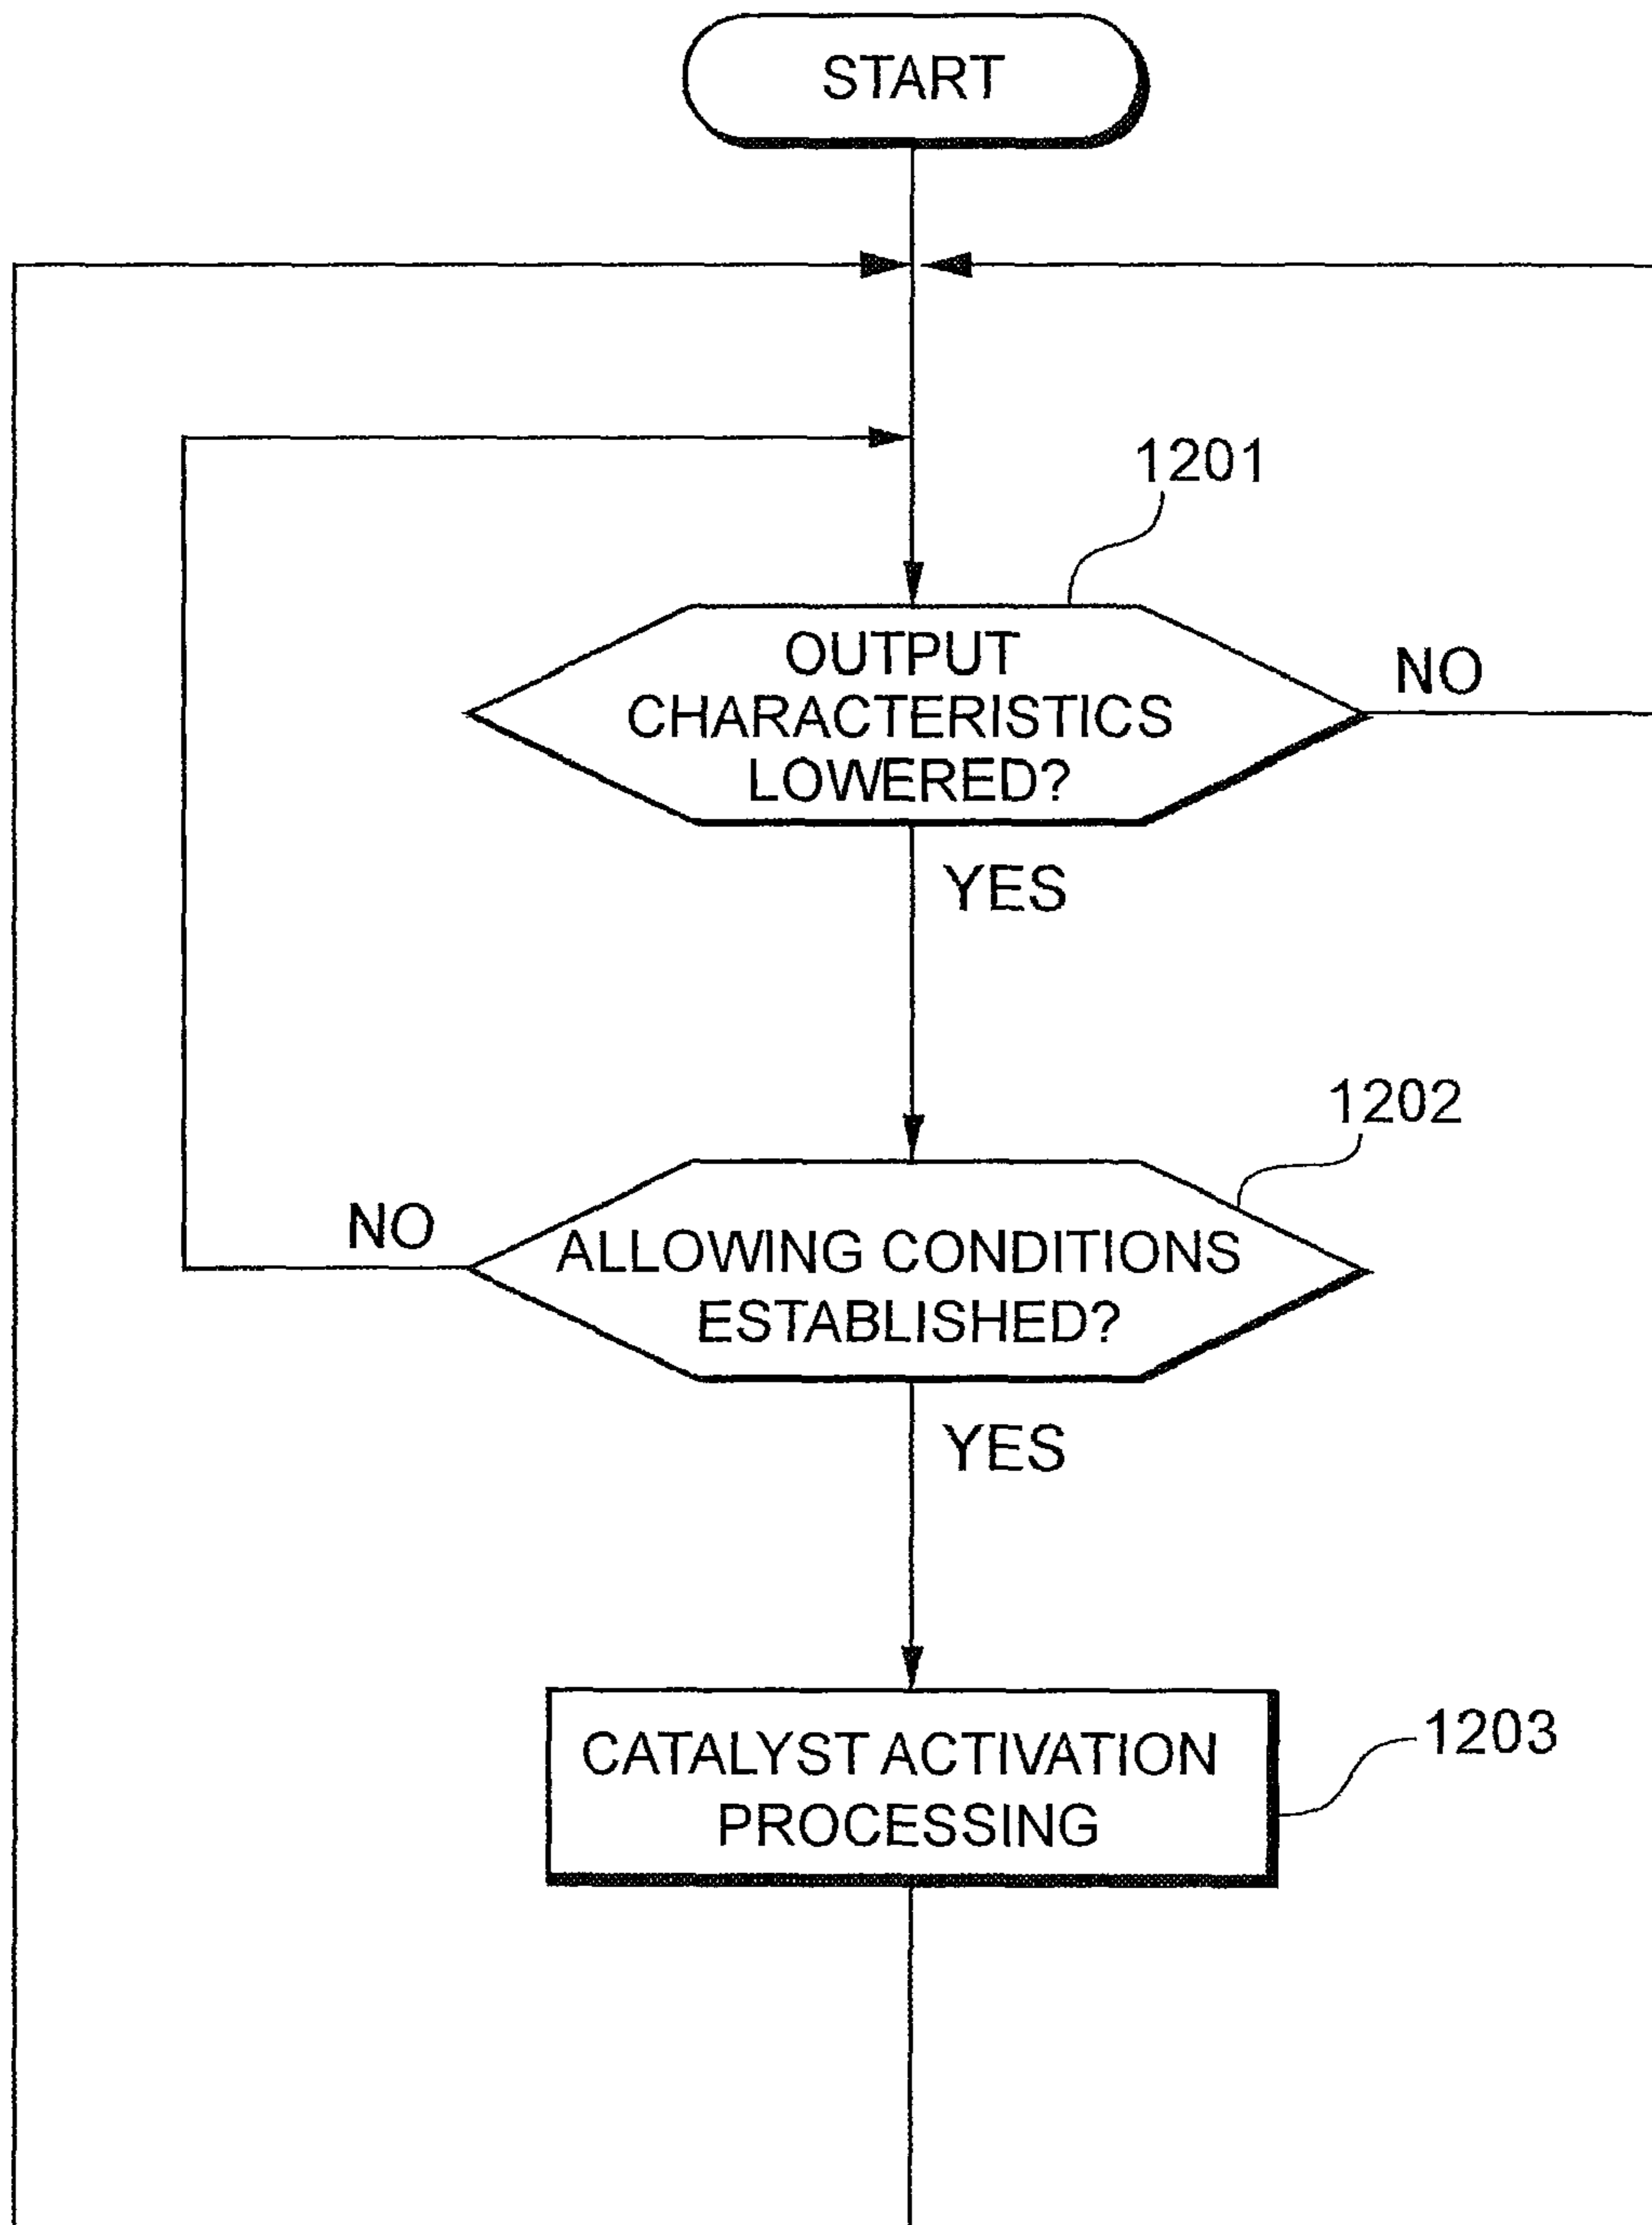 START
1201
OUTPUT
CHARACTERISTICS
LOWERED?
NO
YES
1202
NO
ALLOWING CONDITIONS
ESTABLISHED?
YES
CATALYST ACTIVATION
PROCESSING
1203